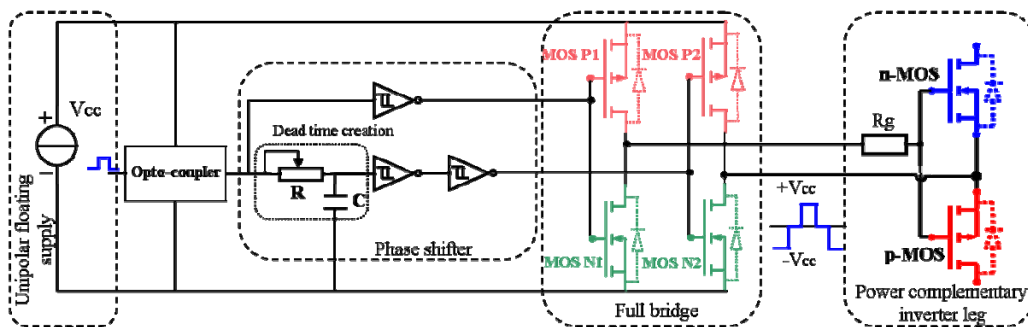 Unipolar floating
supply
+
Vcc
−
Opto-coupler
Dead time creation
R
C
Phase shifter
MOS P1
MOS P2
MOS N1
MOS N2
Full bridge
Rg
+Vcc
−Vcc
n-MOS
p-MOS
Power complementary
inverter leg